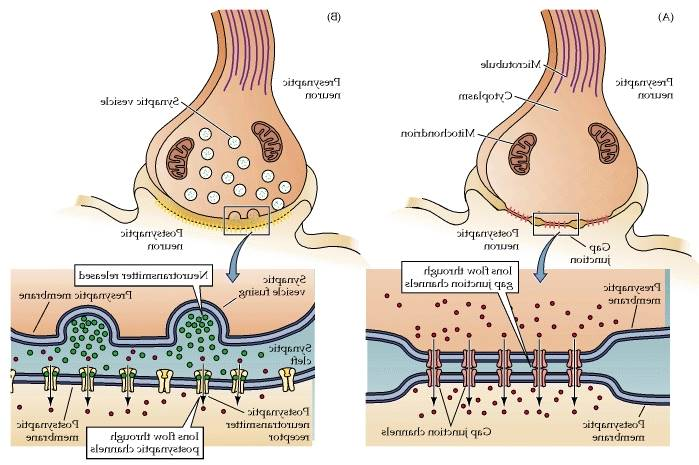 (A)
Presynaptic
neuron
Microtubule
Cytoplasm
Mitochondrion
Postsynaptic
neuron
Gap
junction
Ions flow through
gap junction channels
Presynaptic
membrane
Gap junction channels
Postsynaptic
membrane
(B)
Presynaptic
neuron
Synaptic
vesicle
Postsynaptic
neuron
Neurotransmitter released
Synaptic
vesicle fusing
Presynaptic membrane
Synaptic
cleft
Postsynaptic
neurotransmitter
receptor
Ions flow through
postsynaptic channels
Postsynaptic
membrane